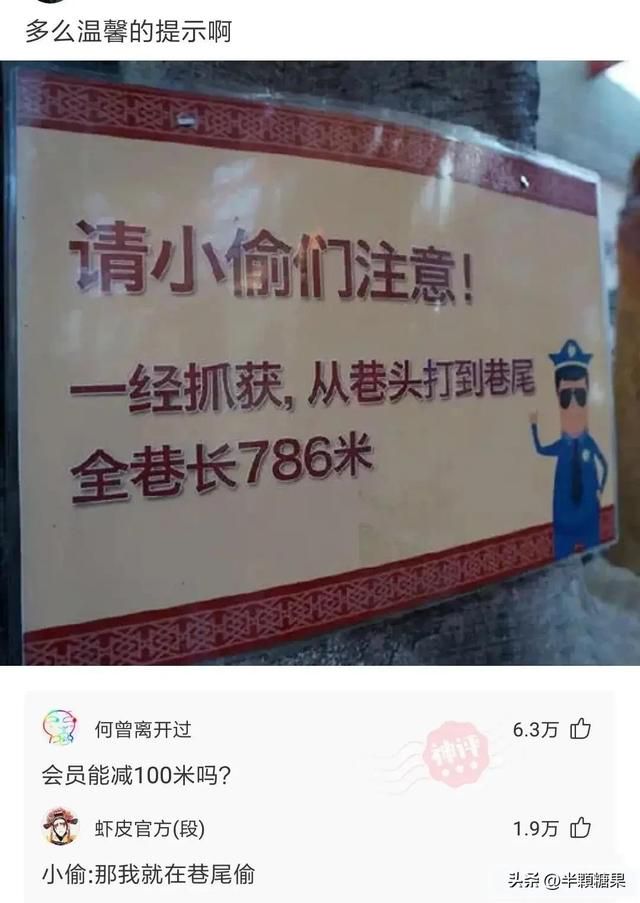 多么温馨的提示啊
请小偷们注意!
一经抓获,从巷头打到巷尾
全巷长786米
何曾离开过
6.3万
神评
会员能减100米吗?
虾皮官方(段)
1.9万
小偷:那我就在巷尾偷
头条 @半颗糖果